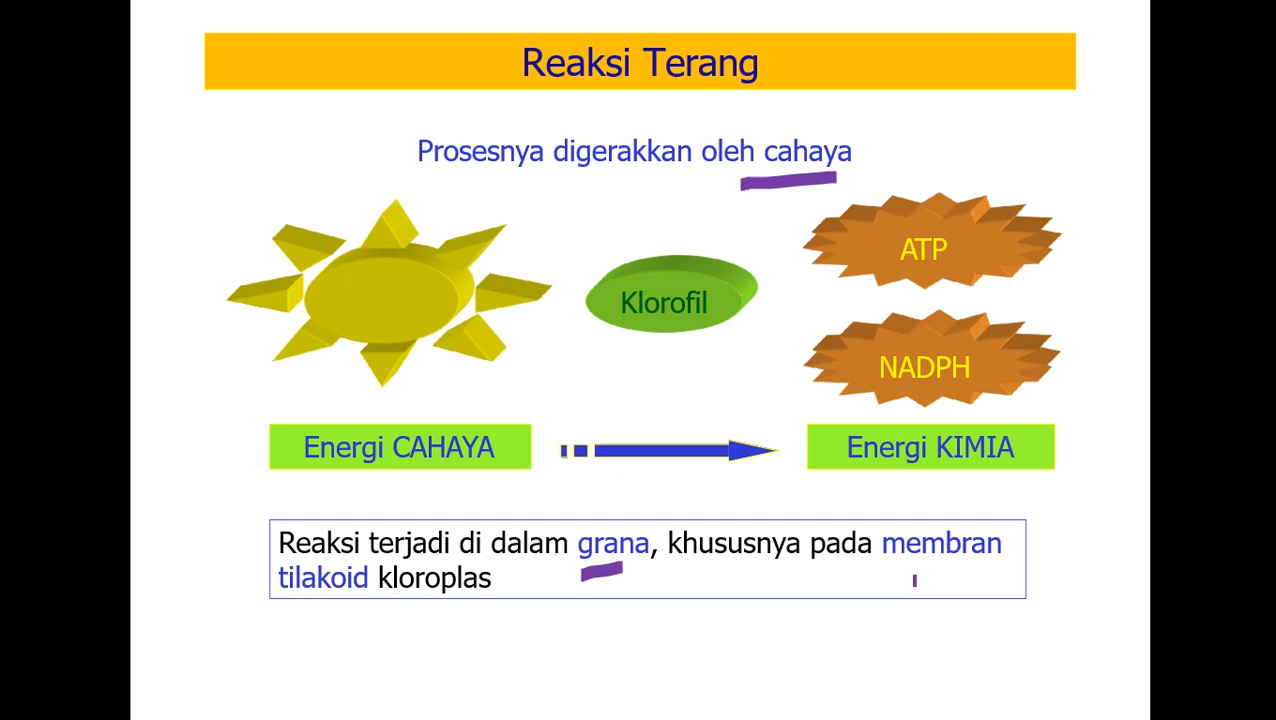 Reaksi Terang
Prosesnya digerakkan oleh cahaya
Klorofil
ATP
NADPH
Energi CAHAYA
Energi KIMIA
Reaksi terjadi di dalam grana, khususnya pada membran
tilakoid kloroplas